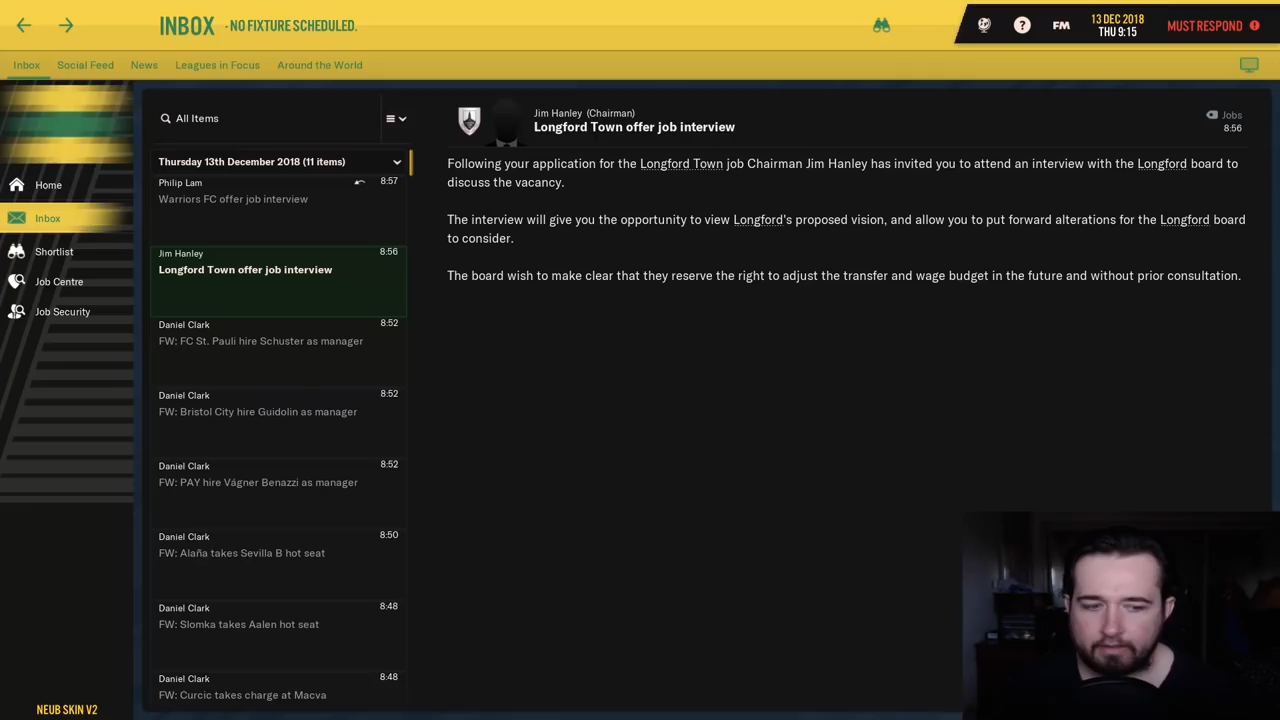 INBOX - NO FIXTURE SCHEDULED.
FM
13 DEC 2018
THU 9:15
MUST RESPOND
Inbox Social Feed News Leagues in Focus Around the World
Home
Inbox
Shortlist
Job Centre
Job Security
NEUB SKIN V2
All Items
Thursday 13th December 2018 (11 items)
Philip Lam 8:57
Warriors FC offer job interview
Jim Hanley 8:56
Longford Town offer job interview
Daniel Clark 8:52
FW: FC St. Pauli hire Schuster as manager
Daniel Clark 8:52
FW: Bristol City hire Guidolin as manager
Daniel Clark 8:52
FW: PAY hire Vágner Benazzi as manager
Daniel Clark 8:50
FW: Alaña takes Sevilla B hot seat
Daniel Clark 8:48
FW: Slomka takes Aalen hot seat
Daniel Clark 8:48
FW: Curcic takes charge at Macva
Jim Hanley (Chairman)
Longford Town offer job interview
Jobs
8:56
Following your application for the Longford Town job Chairman Jim Hanley has invited you to attend an interview with the Longford board to
discuss the vacancy.
The interview will give you the opportunity to view Longford's proposed vision, and allow you to put forward alterations for the Longford board
to consider.
The board wish to make clear that they reserve the right to adjust the transfer and wage budget in the future and without prior consultation.